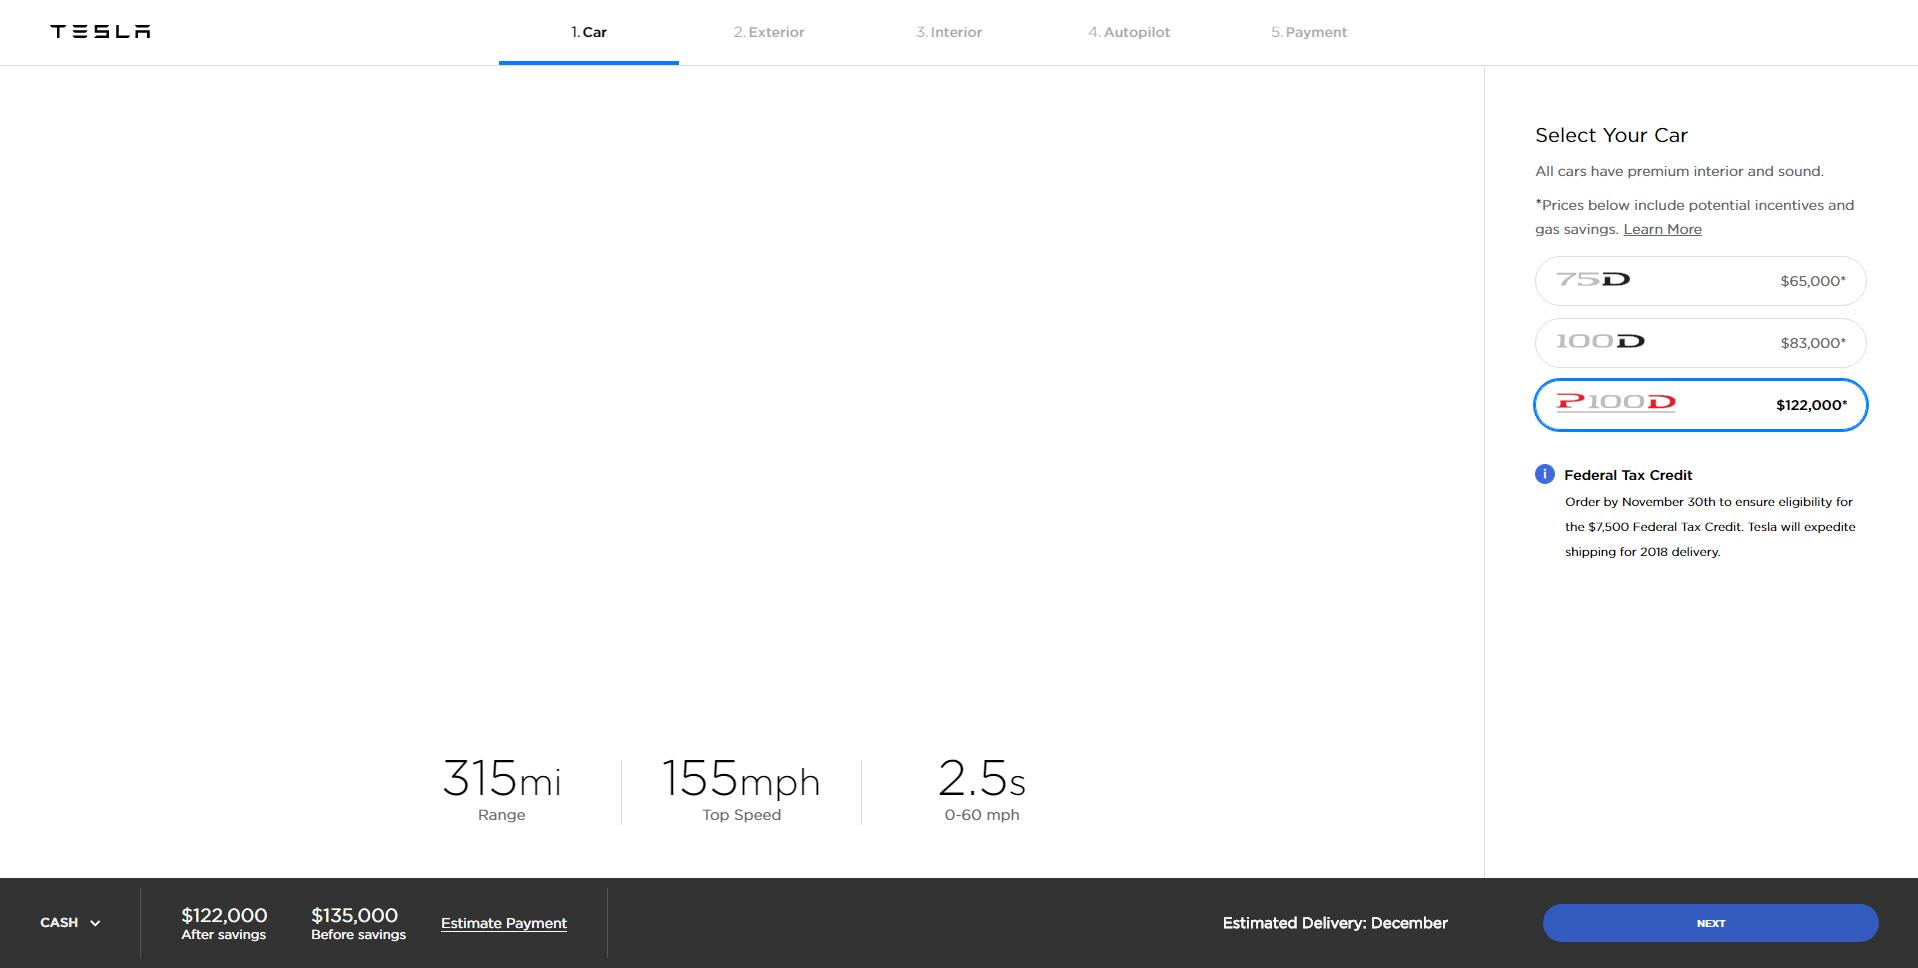 TESLA
1. Car
2. Exterior
3. Interior
4. Autopilot
5. Payment
Select Your Car
All cars have premium interior and sound.
*Prices below include potential incentives and
gas savings. Learn More
75D $65,000*
100D $83,000*
P100D $122,000*
i Federal Tax Credit
Order by November 30th to ensure eligibility for
the $7,500 Federal Tax Credit. Tesla will expedite
shipping for 2018 delivery.
315mi
Range
155mph
Top Speed
2.5s
0-60 mph
CASH
$122,000
After savings
$135,000
Before savings
Estimate Payment
Estimated Delivery: December
NEXT